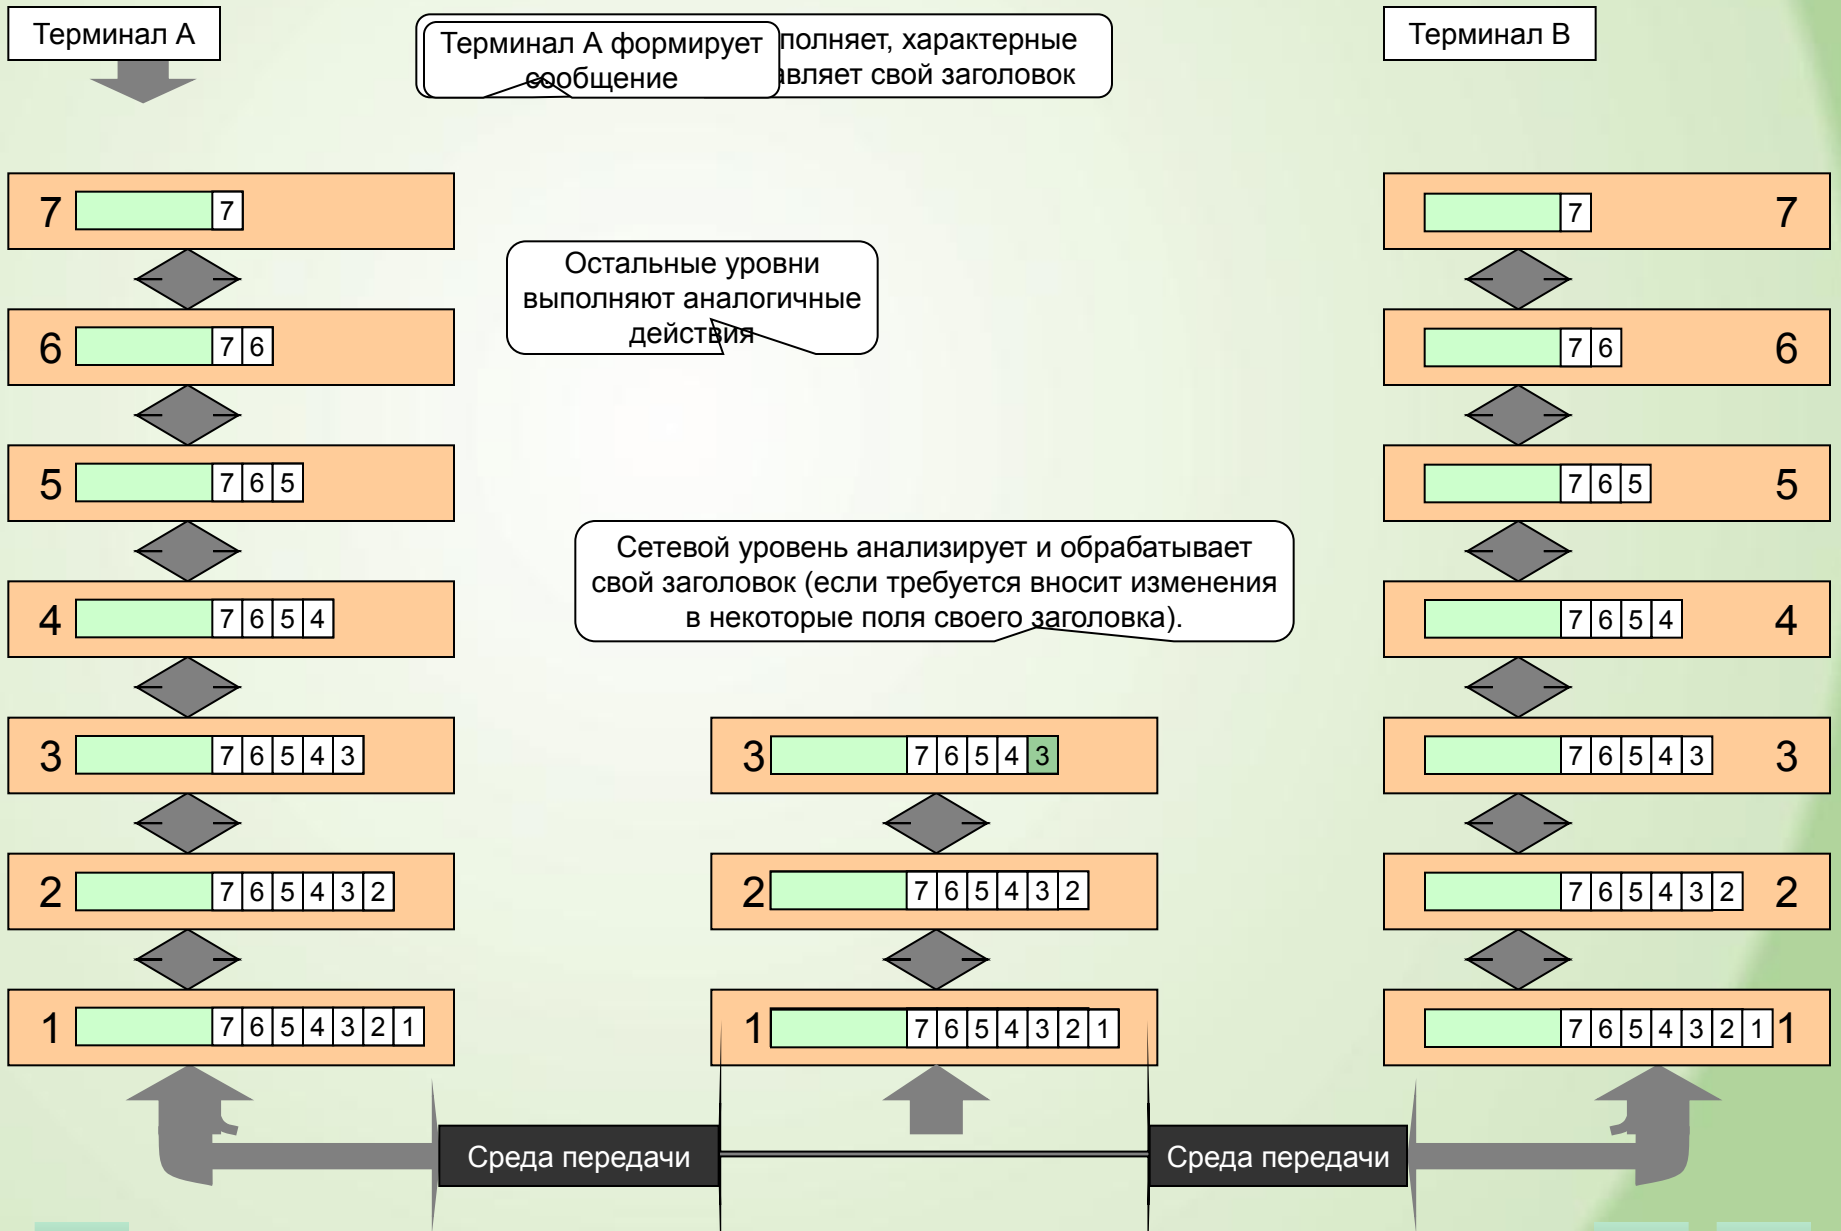 Терминал А
Терминал А формирует
сообщение
полняет, характерные
авляет свой заголовок
Терминал В
7 7
7 7
Остальные уровни
выполняют аналогичные
действия
6 7 6
7 6 6
5 7 6 5
7 6 5 5
Сетевой уровень анализирует и обрабатывает
свой заголовок (если требуется вносит изменения
в некоторые поля своего заголовка).
4 7 6 5 4
7 6 5 4 4
3 7 6 5 4 3
3 7 6 5 4 3
7 6 5 4 3 3
2 7 6 5 4 3 2
2 7 6 5 4 3 2
7 6 5 4 3 2 2
1 7 6 5 4 3 2 1
1 7 6 5 4 3 2 1
7 6 5 4 3 2 1 1
Среда передачи
Среда передачи